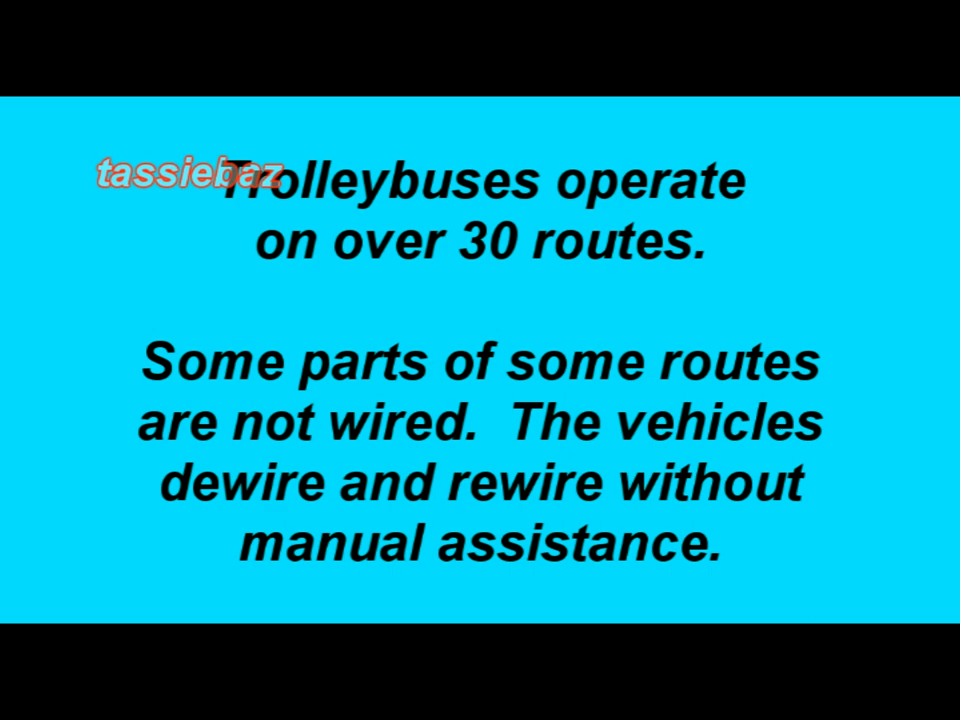 tassiebaz
Trolleybuses operate
on over 30 routes.
Some parts of some routes
are not wired. The vehicles
dewire and rewire without
manual assistance.